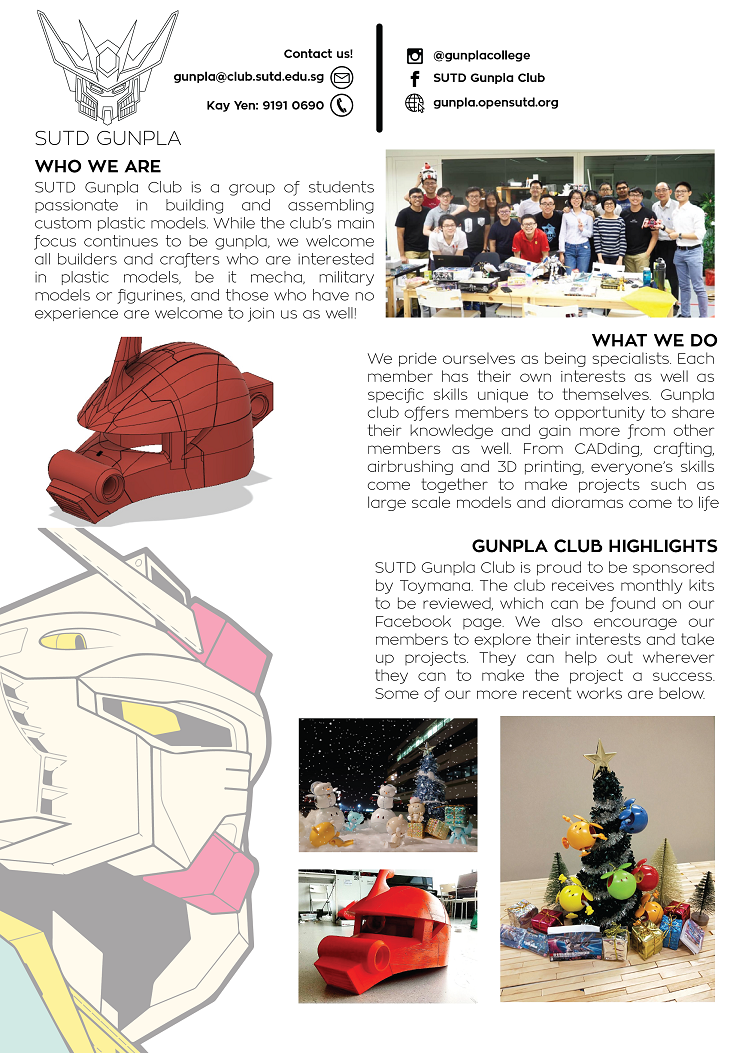 Contact us!
gunpla@club.sutd.edu.sg
Kay Yen: 9191 0690
@gunplacollege
SUTD Gunpla Club
gunpla.opensutd.org
SUTD GUNPLA
WHO WE ARE
SUTD Gunpla Club is a group of students
passionate in building and assembling
custom plastic models. While the club's main
focus continues to be gunpla, we welcome
all builders and crafters who are interested
in plastic models, be it mecha, military
models or figurines, and those who have no
experience are welcome to join us as well!
WHAT WE DO
We pride ourselves as being specialists. Each
member has their own interests as well as
specific skills unique to themselves. Gunpla
club offers members to opportunity to share
their knowledge and gain more from other
members as well. From CADding, crafting,
airbrushing and 3D printing, everyone's skills
come together to make projects such as
large scale models and dioramas come to life
GUNPLA CLUB HIGHLIGHTS
SUTD Gunpla Club is proud to be sponsored
by Toymana. The club receives monthly kits
to be reviewed, which can be found on our
Facebook page. We also encourage our
members to explore their interests and take
up projects. They can help out wherever
they can to make the project a success.
Some of our more recent works are below.